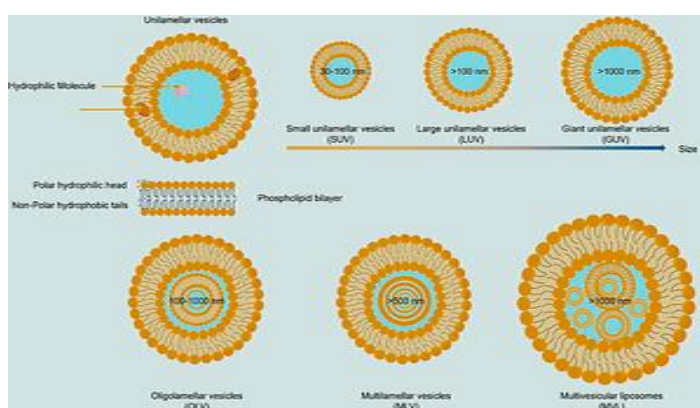 Unilamellar vesicles
Hydrophilic Molecule
30-100 nm
>100 nm
>1000 nm
Small unilamellar vesicles
(SUV)
Large unilamellar vesicles
(LUV)
Giant unilamellar vesicles
(GUV)
Size
Polar hydrophilic head
Non-Polar hydrophobic tails
Phospholipid bilayer
100-1000 nm
>500 nm
>1000 nm
Oligolamellar vesicles
(OLV)
Multilamellar vesicles
(MLV)
Multivesicular liposomes
(MVL)